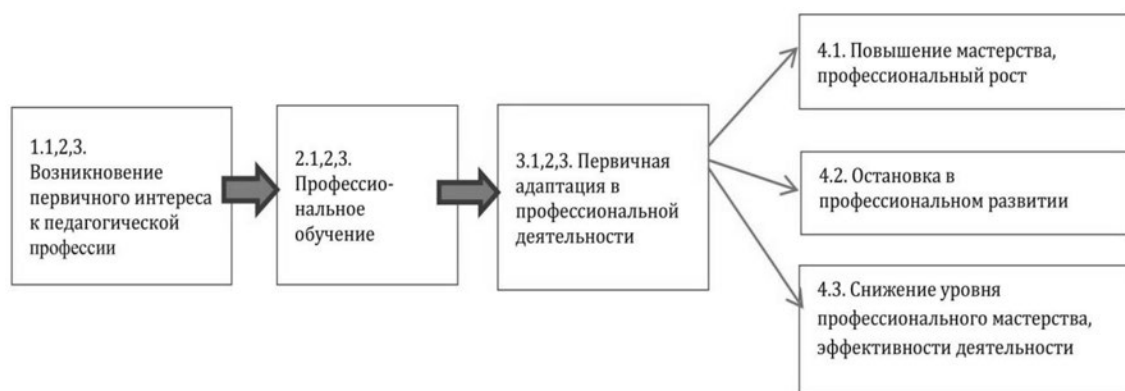 1.1,2,3.
Возникновение
первичного интереса
к педагогической
профессии
2.1,2,3.
Профессио-
нальное
обучение
3.1,2,3. Первичная
адаптация в
профессиональной
деятельности
4.1. Повышение мастерства,
профессиональный рост
4.2. Остановка в
профессиональном развитии
4.3. Снижение уровня
профессионального мастерства,
эффективности деятельности